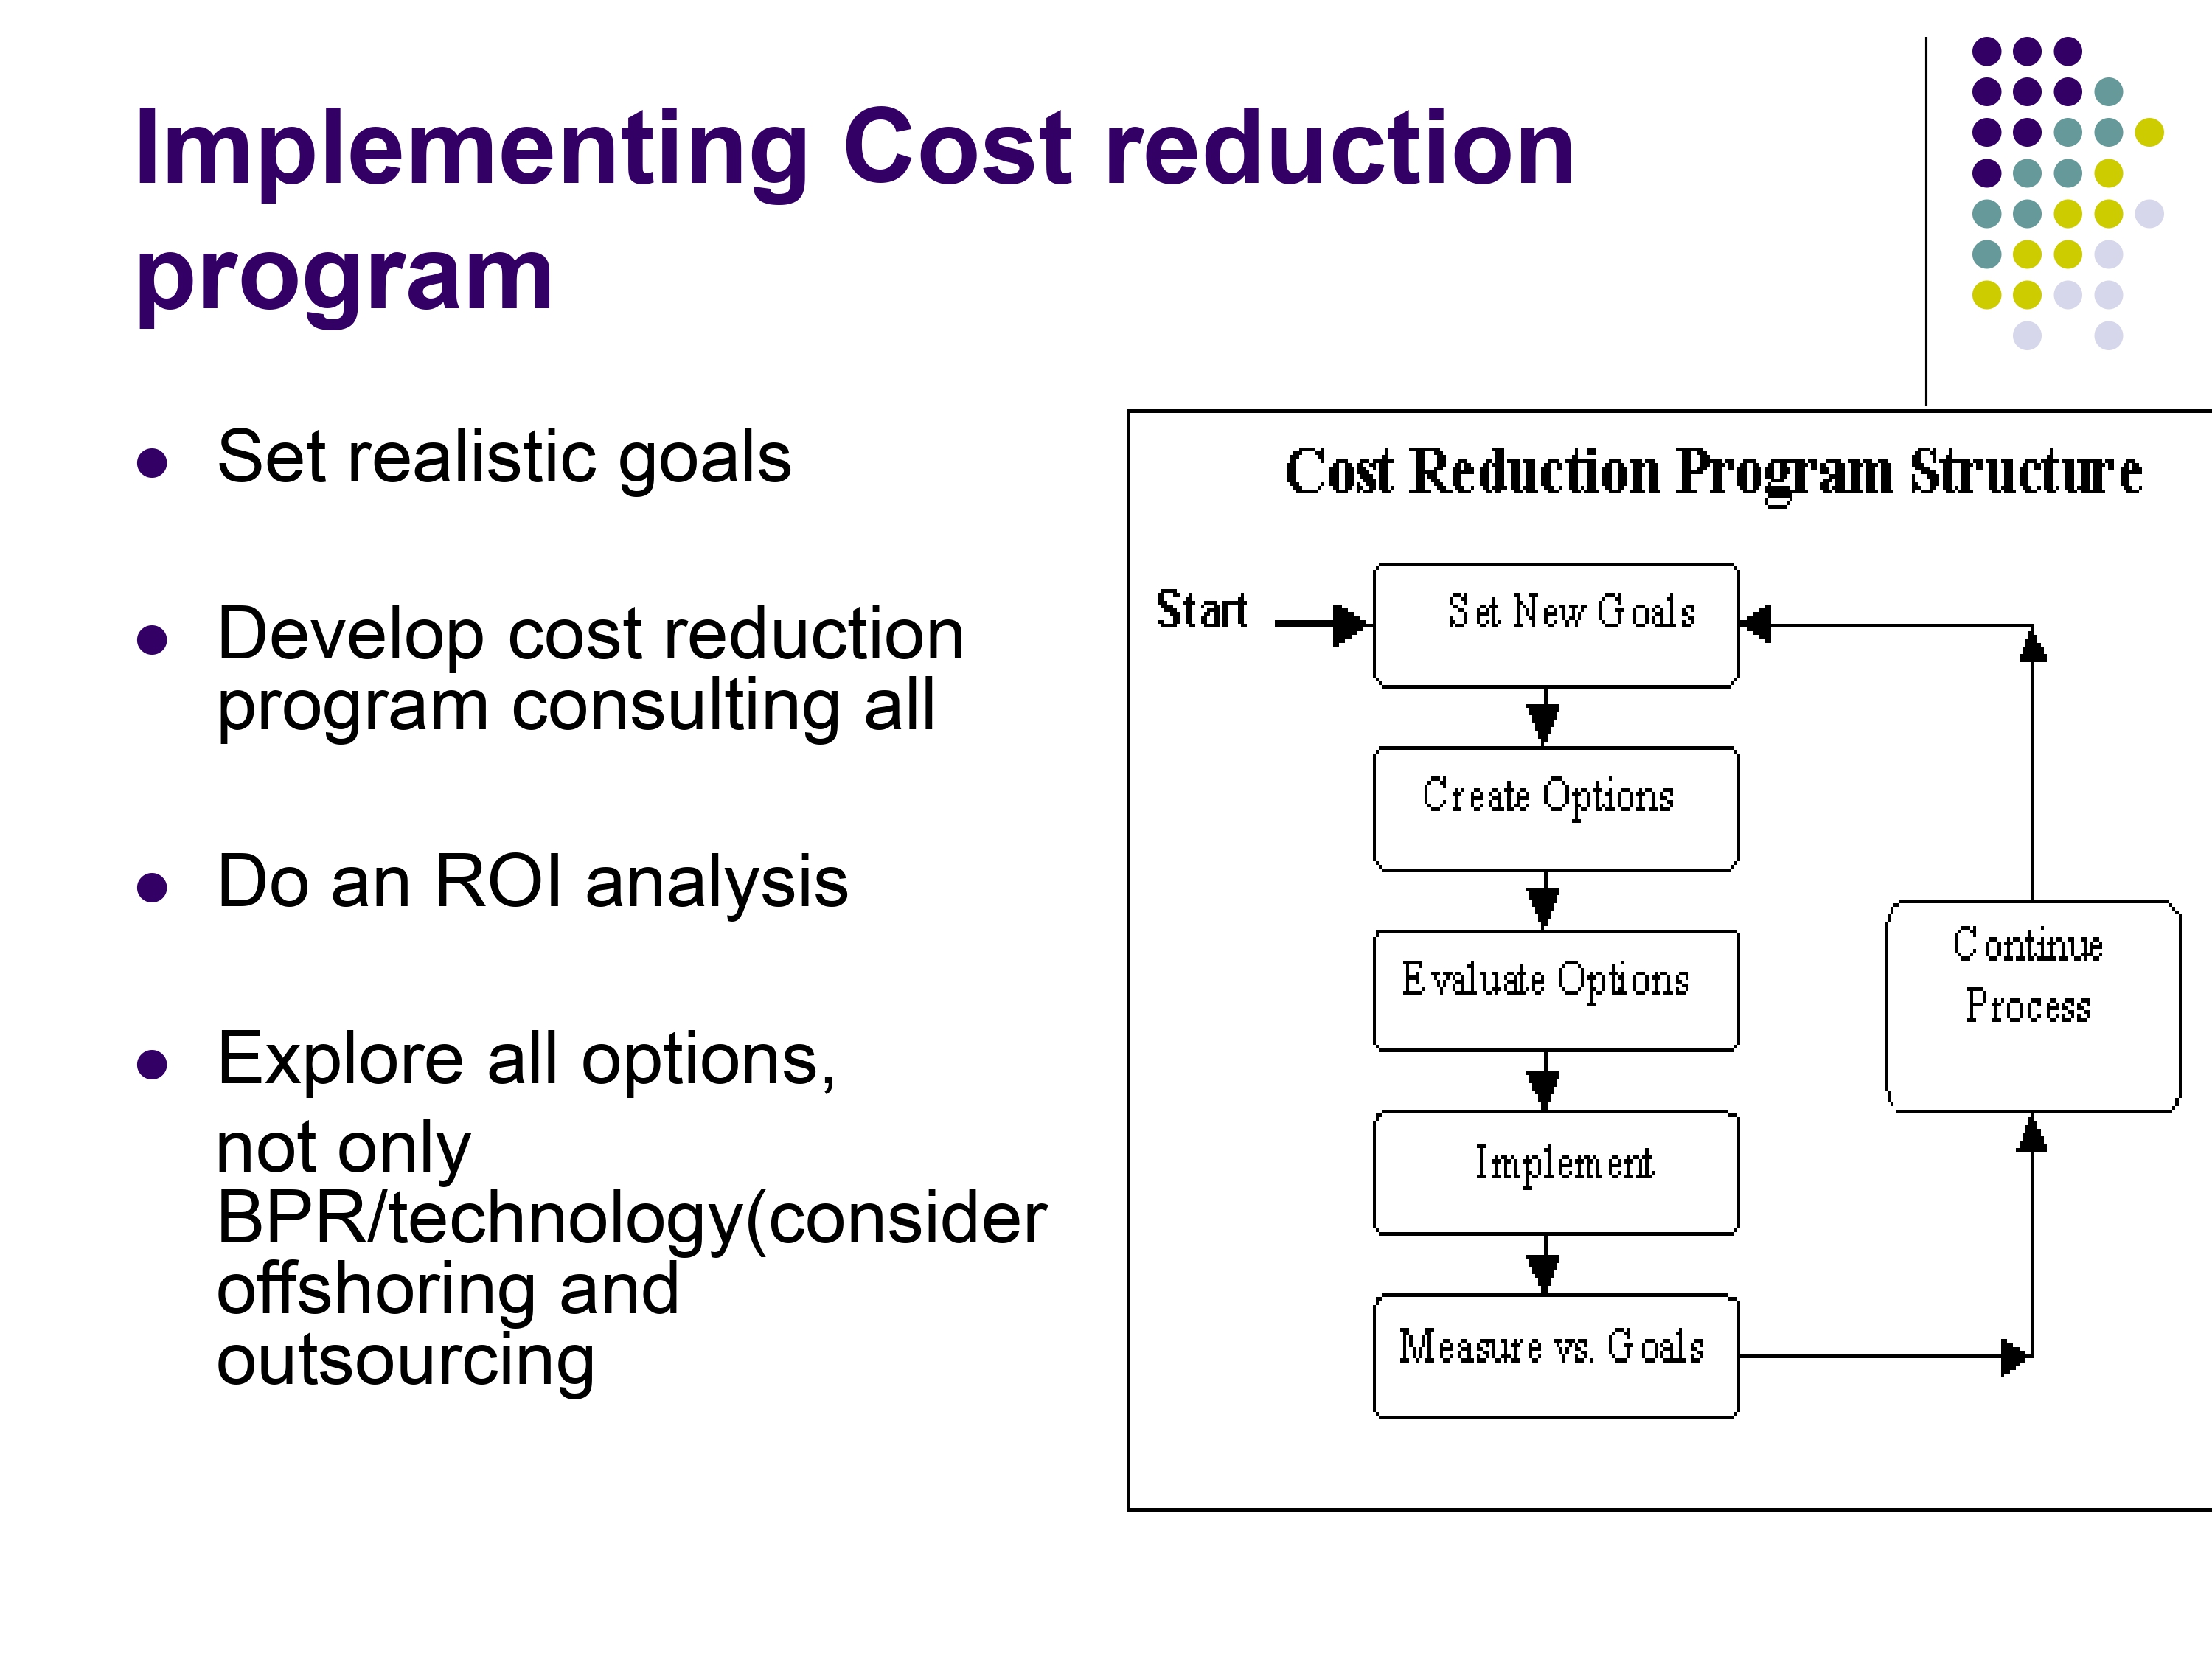 Implementing Cost reduction
program
Set realistic goals
Develop cost reduction
program consulting all
Do an ROI analysis
Explore all options,
not only
BPR/technology(consider
offshoring and
outsourcing
Cost Reduction Program Structure
Start
Set New Goals
Create Options
Evaluate Options
Implement
Measure vs. Goals
Continue
Process